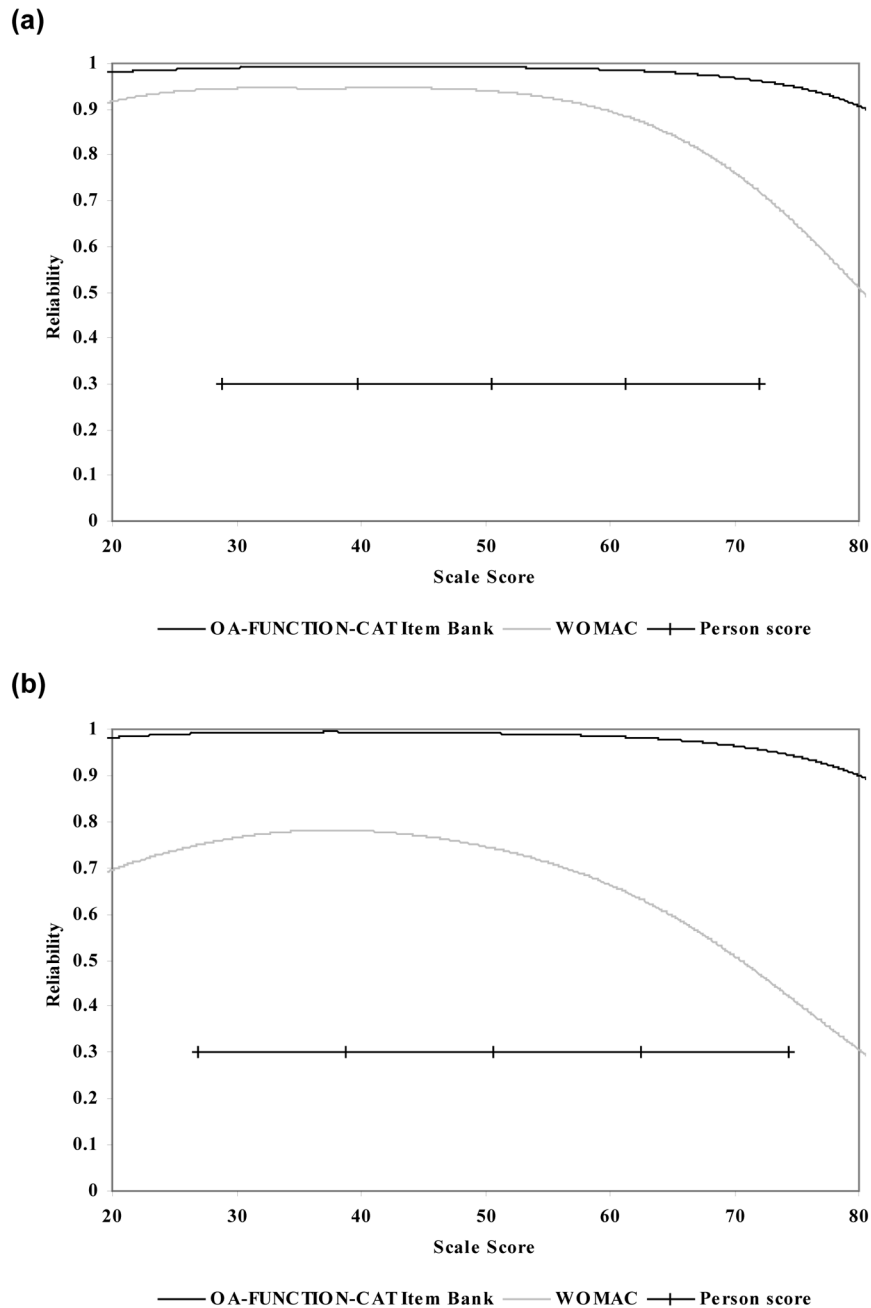 (a)
1
0.9
0.8
0.7
0.6
0.5
0.4
0.3
0.2
0.1
0
Reliability
20 30 40 50 60 70 80
Scale Score
OA-FUNCTION-CAT Item Bank WOMAC Person score
(b)
1
0.9
0.8
0.7
0.6
0.5
0.4
0.3
0.2
0.1
0
Reliability
20 30 40 50 60 70 80
Scale Score
OA-FUNCTION-CAT Item Bank WOMAC Person score